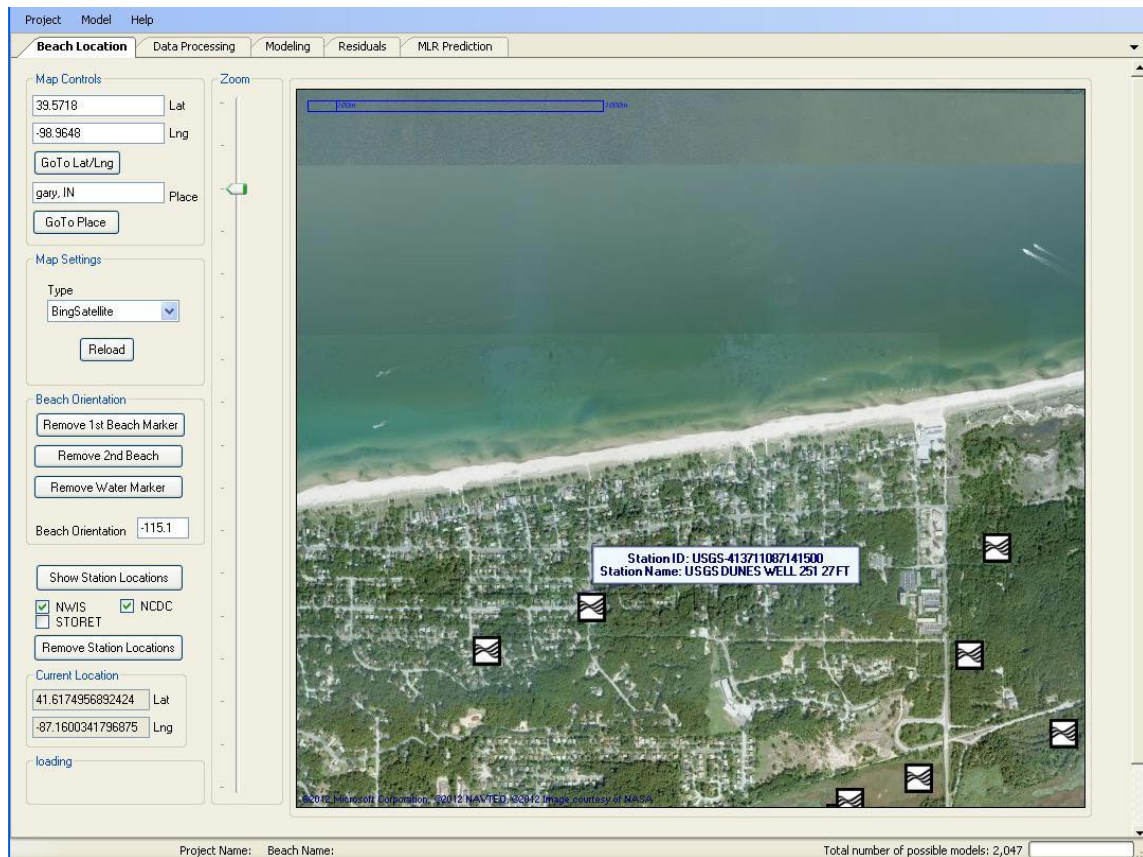 Project Model Help
Beach Location Data Processing Modeling Residuals MLR Prediction
Map Controls
39.5718 Lat
-98.9648 Lng
GoTo Lat/Lng
gary, IN Place
GoTo Place
Map Settings
Type
BingSatellite
Reload
Beach Orientation
Remove 1st Beach Marker
Remove 2nd Beach
Remove Water Marker
Beach Orientation -115.1
Show Station Locations
NWIS NCDC
STORET
Remove Station Locations
Current Location
41.6174956892424 Lat
-87.1600341796875 Lng
loading
Zoom
Station ID: USGS-413711087141500
Station Name: USGS DUNES WELL 251 27 FT
©2012 Microsoft Corporation, ©2012 NAVTEQ, ©2012 Image courtesy of NASA
Project Name: Beach Name: Total number of possible models: 2,047